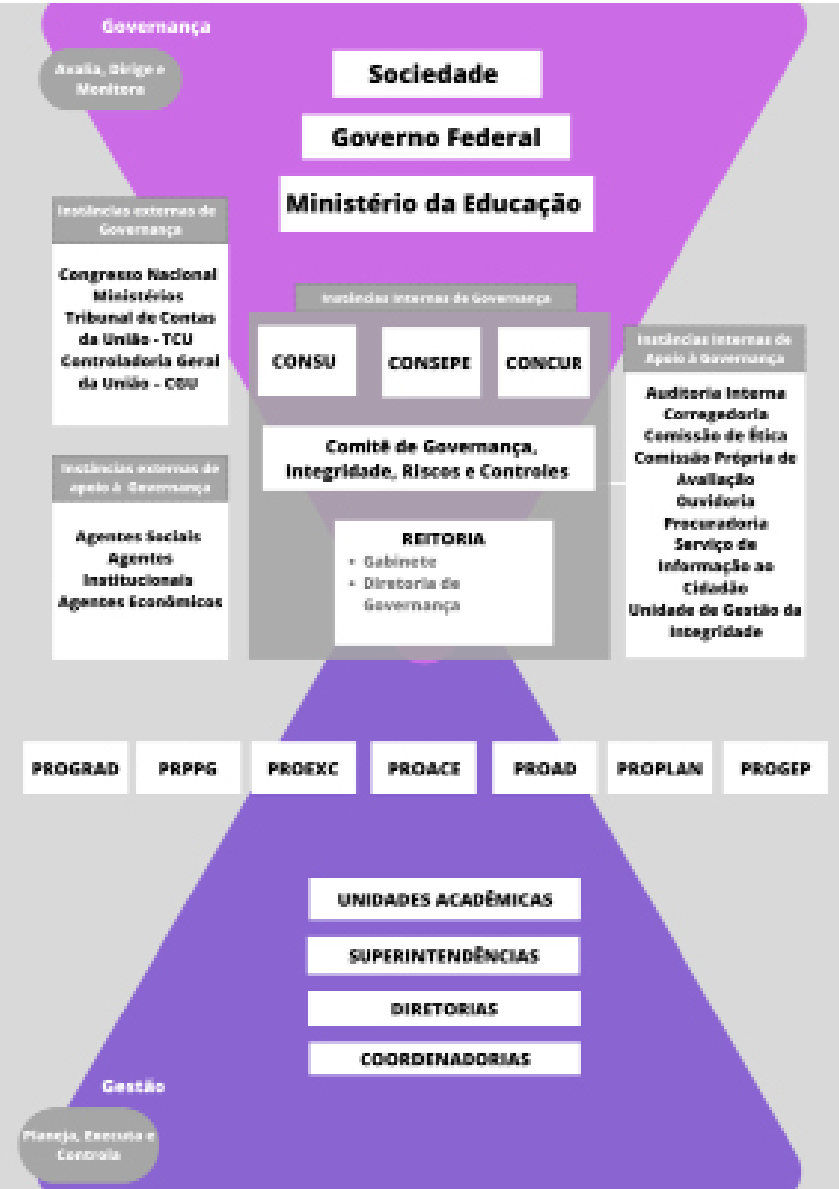 Governança
Avalia, Dirige e
Monitora
Sociedade
Governo Federal
Ministério da Educação
Instâncias externas de
Governança
Congresso Nacional
Ministérios
Tribunal de Contas
da União - TCU
Controladoria Geral
da União - CGU
Instâncias externas de
apoio à Governança
Agentes Sociais
Agentes
Institucionais
Agentes Econômicos
Instâncias Internas de Governança
CONSU
CONSEPE
CONCUR
Comitê de Governança,
Integridade, Riscos e Controles
REITORIA
• Gabinete
• Diretoria de
Governança
Instâncias Internas de
Apoio à Governança
Auditoria Interna
Corregedoria
Comissão de Ética
Comissão Própria de
Avaliação
Ouvidoria
Procuradoria
Serviço de
Informação ao
Cidadão
Unidade de Gestão da
Integridade
PROGRAD
PRPPG
PROEXC
PROACE
PROAD
PROPLAN
PROGEP
UNIDADES ACADÊMICAS
SUPERINTENDÊNCIAS
DIRETORIAS
COORDENADORIAS
Gestão
Planeja, Executa e
Controla